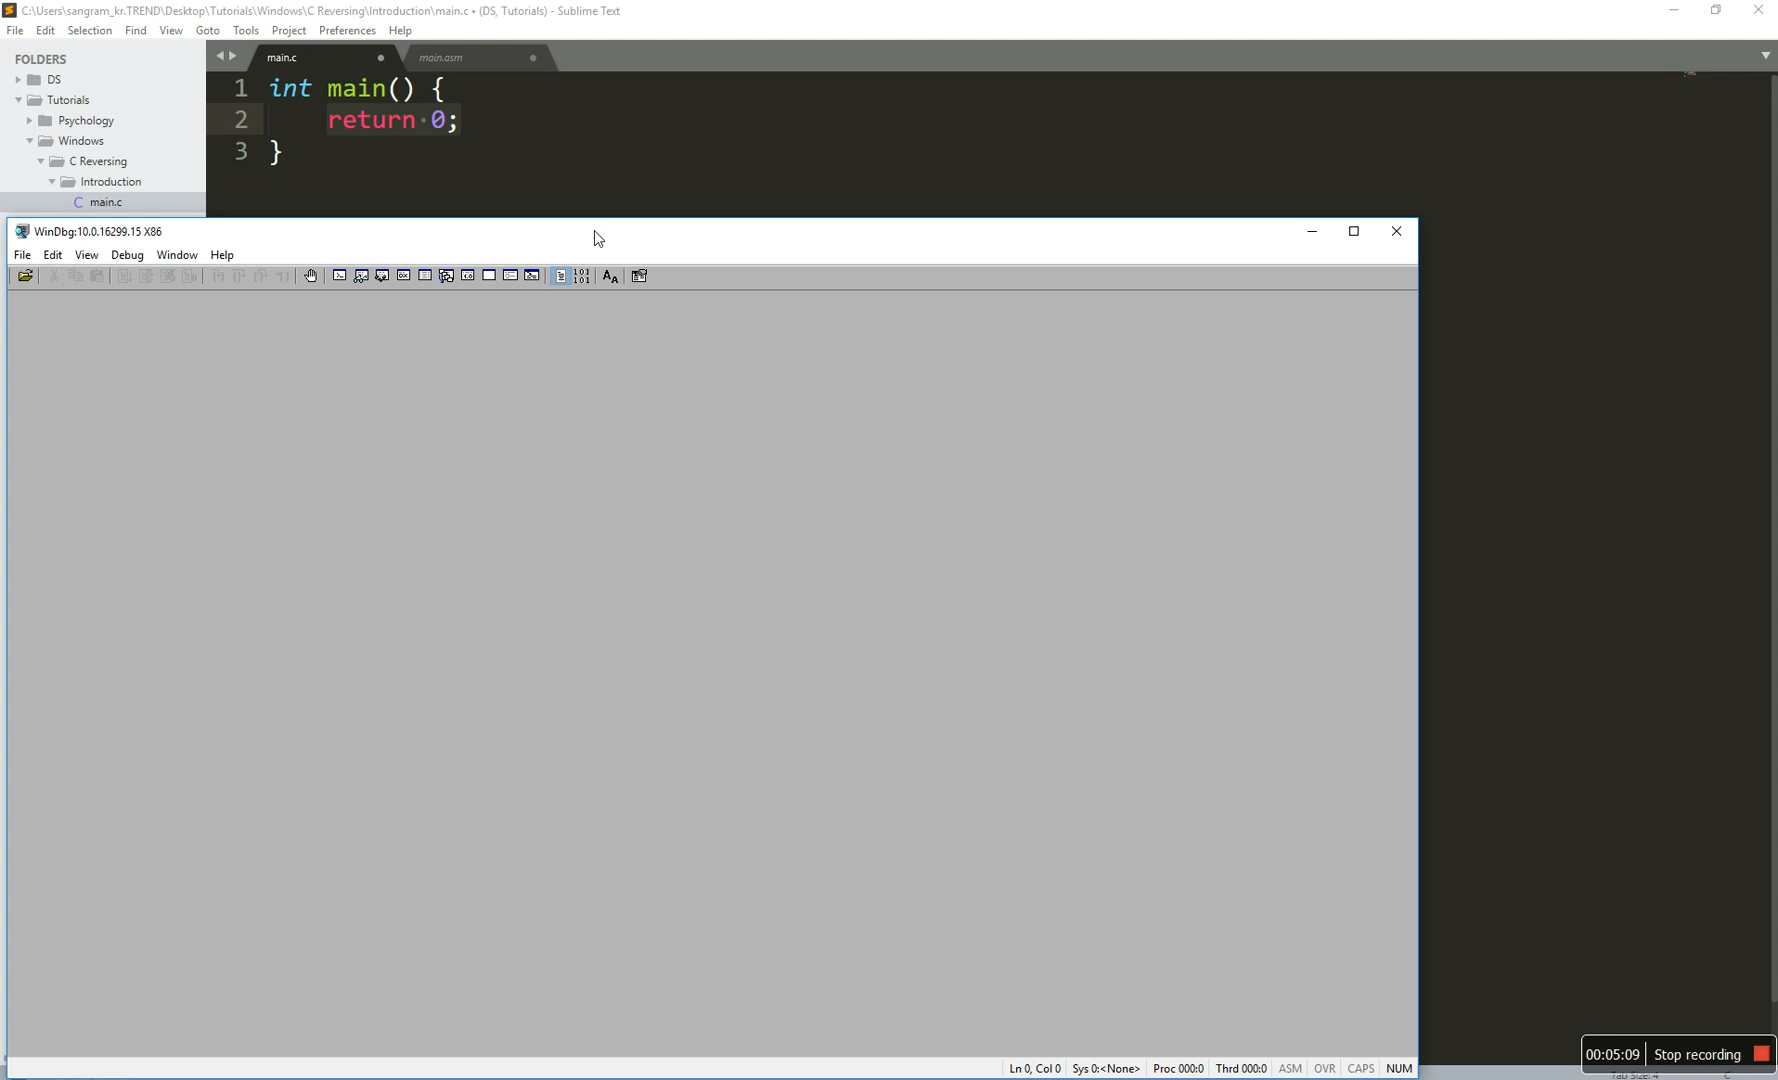 C:\Users\sangram_kr.TREND\Desktop\Tutorials\Windows\C Reversing\Introduction\main.c • (DS, Tutorials) - Sublime Text
File Edit Selection Find View Goto Tools Project Preferences Help
FOLDERS
DS
Tutorials
Psychology
Windows
C Reversing
Introduction
C main.c
main.c
main.asm
1 int main() {
2 return 0;
3 }
WinDbg:10.0.16299.15 X86
File Edit View Debug Window Help
Ln 0, Col 0 Sys 0:<None> Proc 000:0 Thrd 000:0 ASM OVR CAPS NUM
00:05:09 Stop recording
Tab Size: 4 C